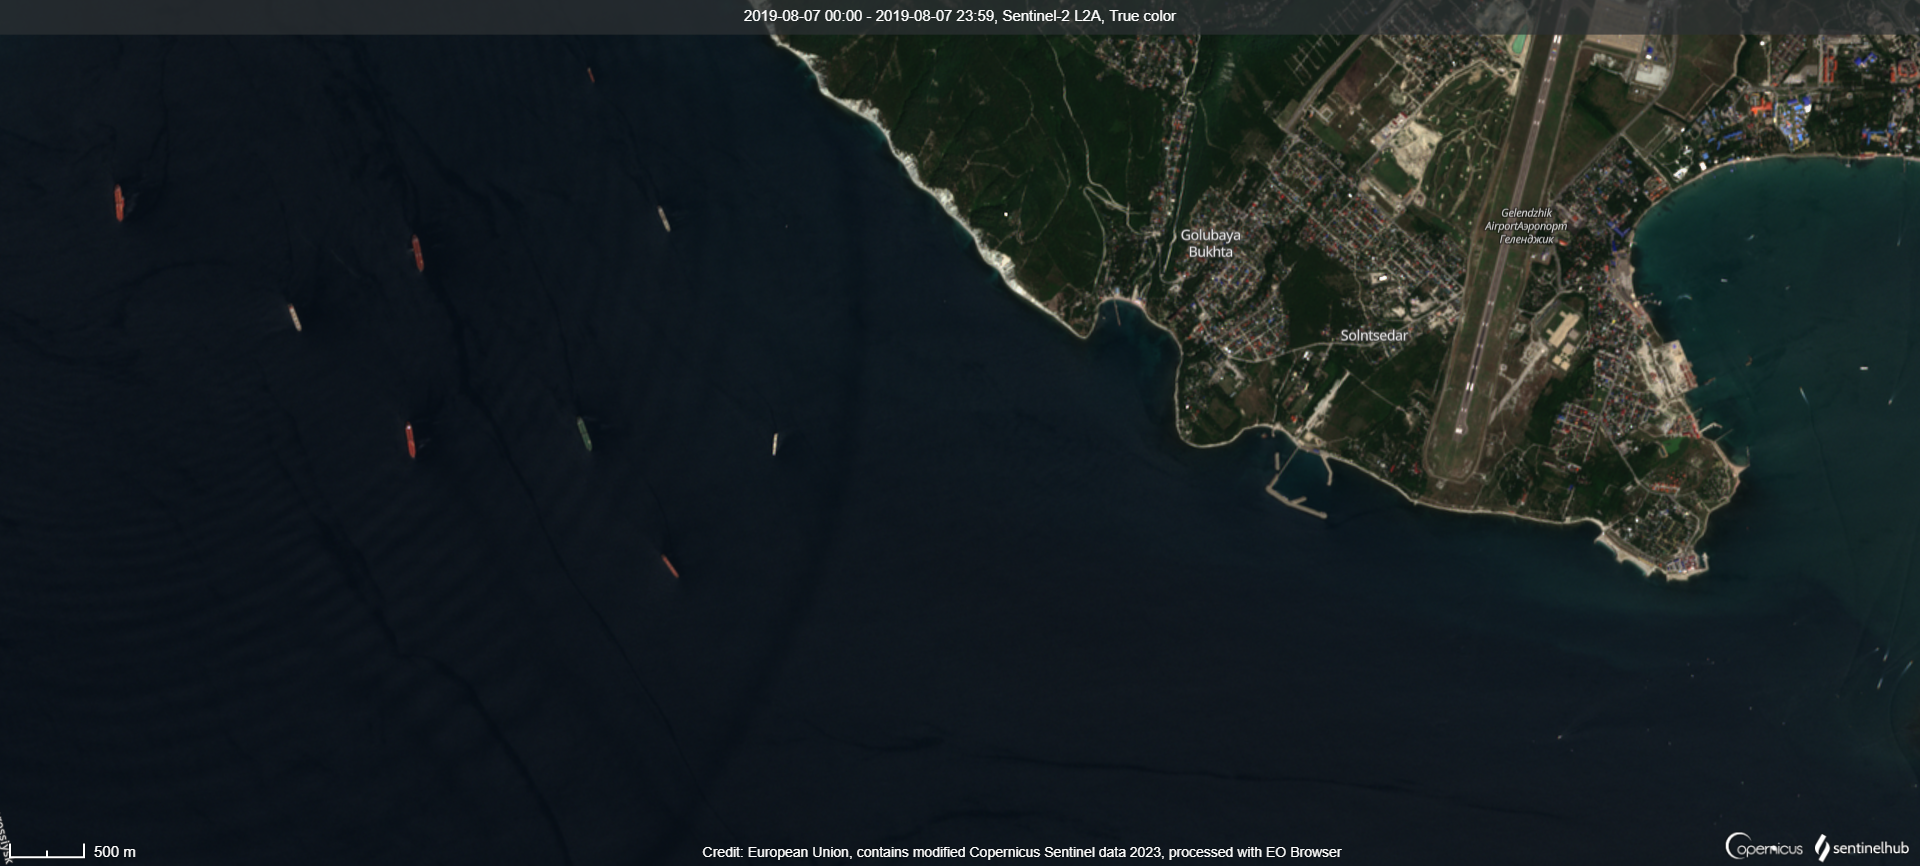 2019-08-07 00:00 - 2019-08-07 23:59, Sentinel-2 L2A, True color
Gelendzhik
AirportАэропорт
Геленджик
Golubaya
Bukhta
Solntsedar
500 m
Credit: European Union, contains modified Copernicus Sentinel data 2023, processed with EO Browser
Copernicus
sentinelhub